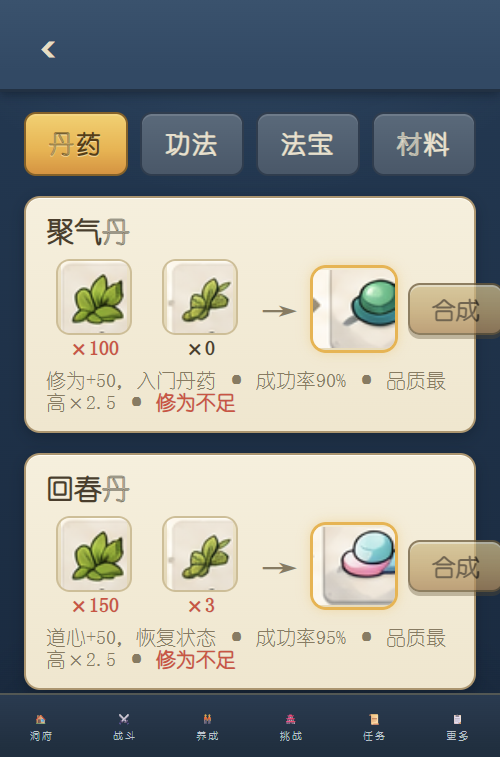 丹药 功法 法宝 材料
聚气丹
×100 ×0 合成
修为+50，入门丹药 ● 成功率90% ● 品质最
高×2.5 ● 修为不足
回春丹
×150 ×3 合成
道心+50，恢复状态 ● 成功率95% ● 品质最
高×2.5 ● 修为不足
洞府 战斗 养成 挑战 任务 更多